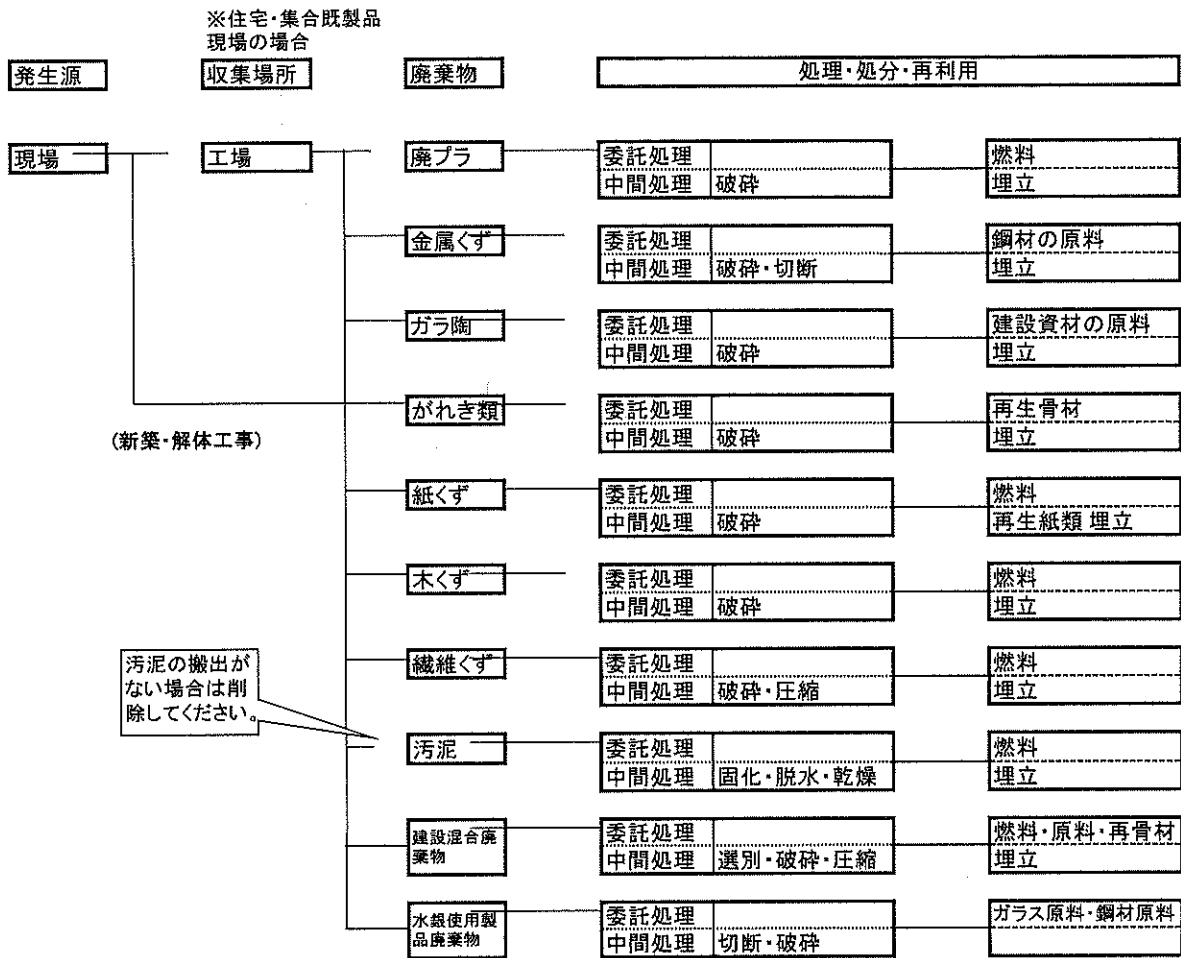 ※住宅・集合既製品
現場の場合
発生源
収集場所
廃棄物
処理・処分・再利用
現場
工場
廃プラ
委託処理
中間処理
破砕
燃料
埋立
金属くず
委託処理
中間処理
破砕・切断
鋼材の原料
埋立
ガラ陶
委託処理
中間処理
破砕
建設資材の原料
埋立
がれき類
委託処理
中間処理
破砕
再生骨材
埋立
(新築・解体工事)
紙くず
委託処理
中間処理
破砕
燃料
再生紙類 埋立
木くず
委託処理
中間処理
破砕
燃料
埋立
汚泥の搬出が
ない場合は削
除してください。
繊維くず
委託処理
中間処理
破砕・圧縮
燃料
埋立
汚泥
委託処理
中間処理
固化・脱水・乾燥
燃料
埋立
建設混合廃
棄物
委託処理
中間処理
選別・破砕・圧縮
燃料・原料・再骨材
埋立
水銀使用製
品廃棄物
委託処理
中間処理
切断・破砕
ガラス原料・鋼材原料